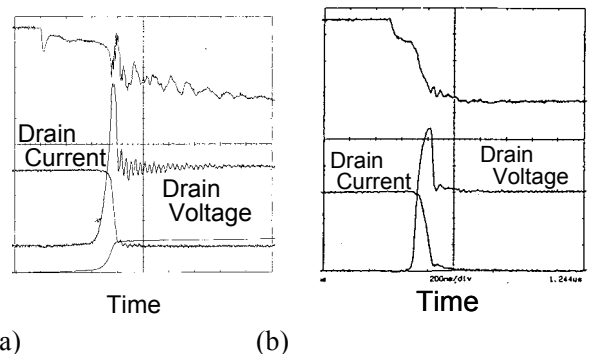 Drain
Current
Drain
Voltage
Time
Drain
Current
Drain
Voltage
200ns/div
1.244us
Time
a)
(b)